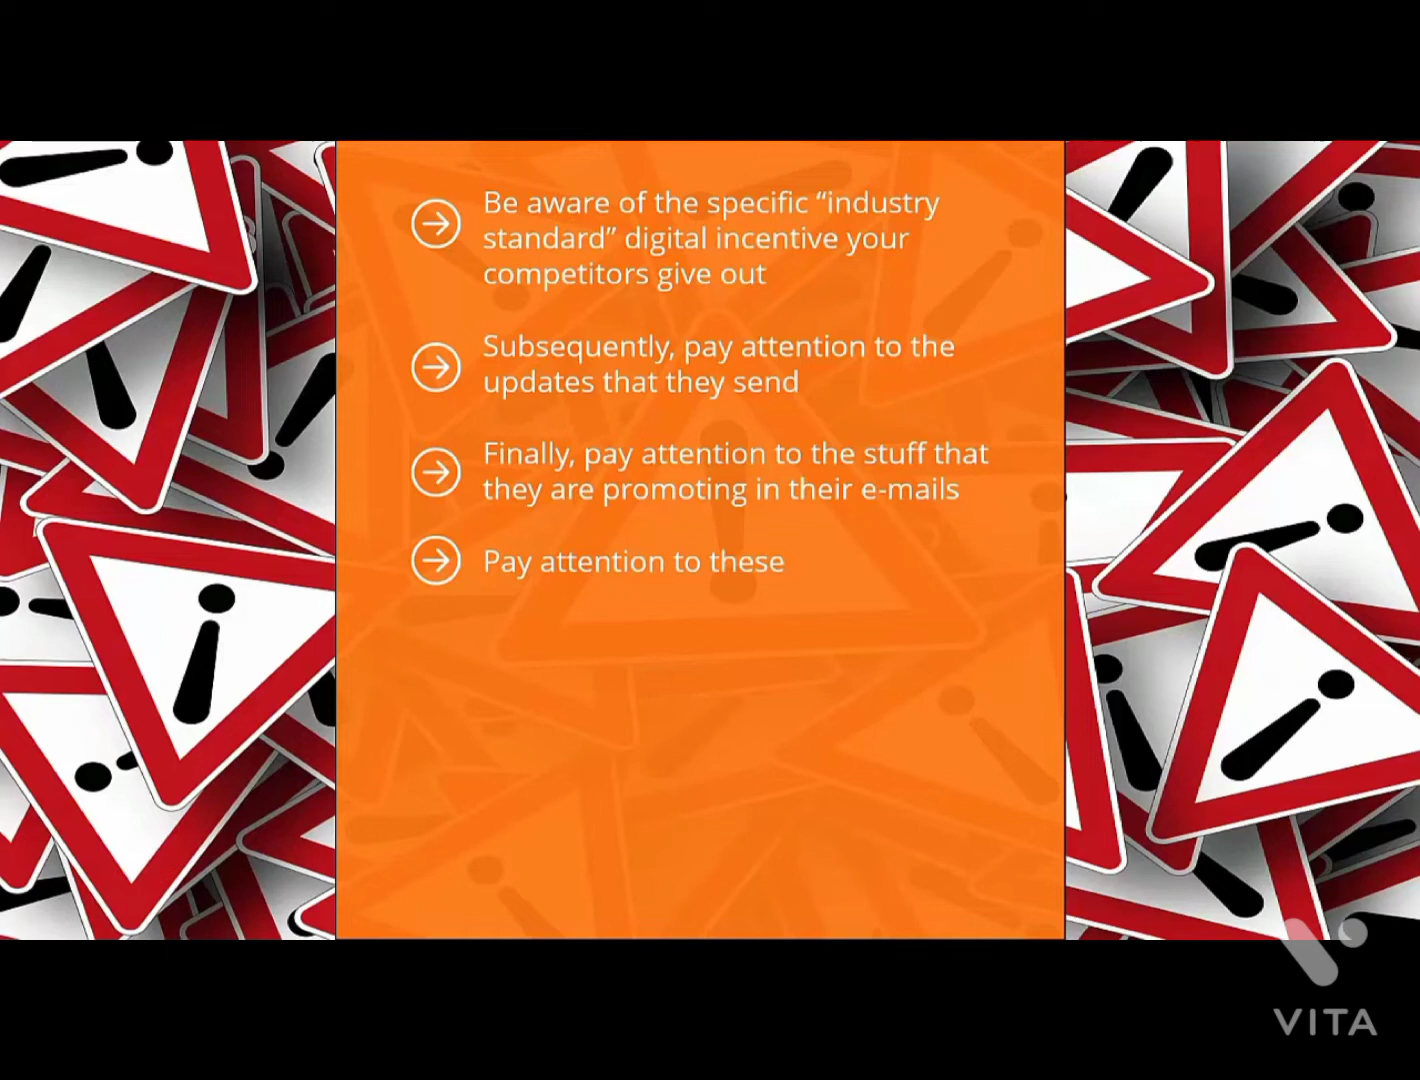 Be aware of the specific “industry
standard” digital incentive your
competitors give out
Subsequently, pay attention to the
updates that they send
Finally, pay attention to the stuff that
they are promoting in their e-mails
Pay attention to these
VITA